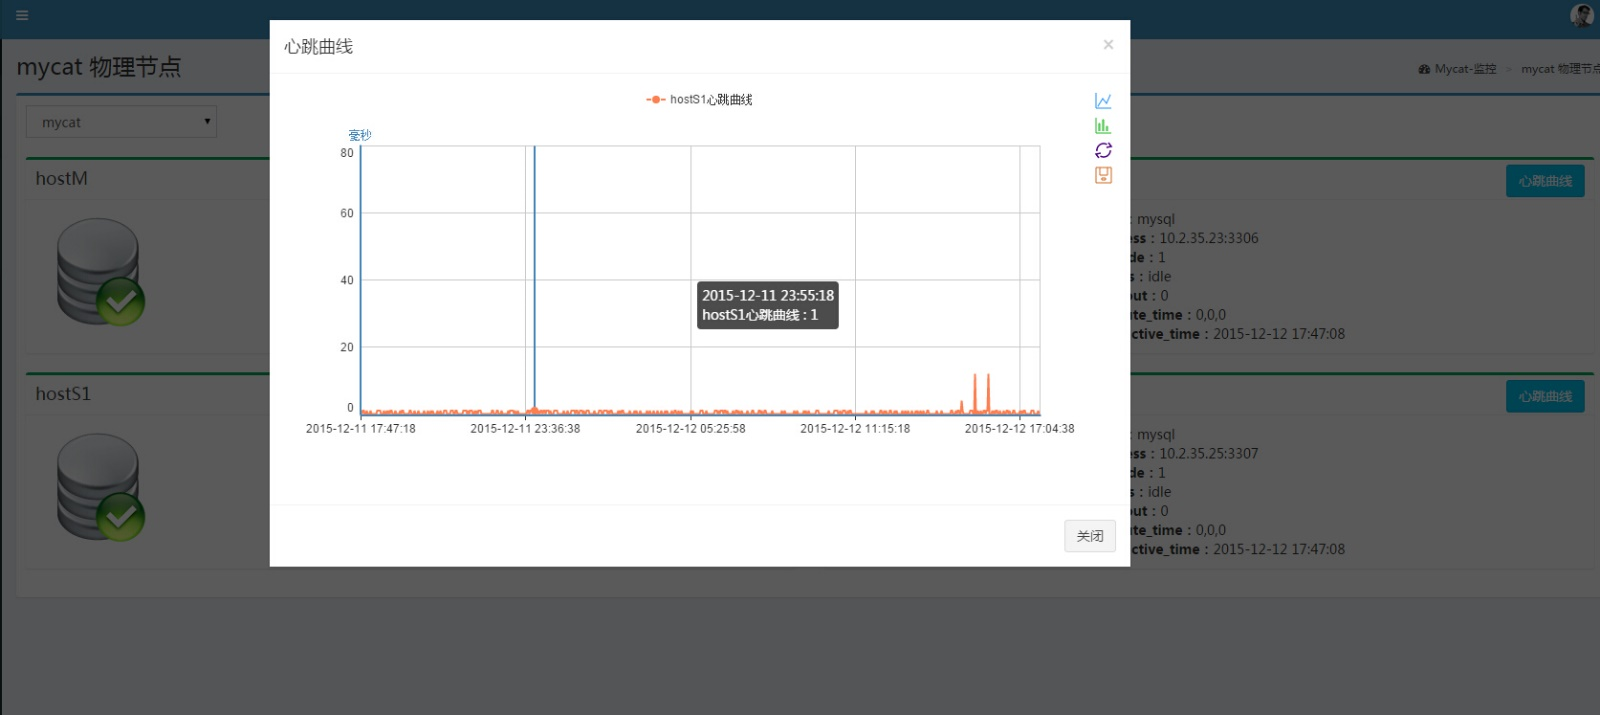 mycat 物理节点
Mycat-监控 > mycat 物理节点
mycat
心跳曲线
×
hostS1心跳曲线
毫秒
80
60
40
20
0
2015-12-11 23:55:18
hostS1心跳曲线 : 1
2015-12-11 17:47:18
2015-12-11 23:36:38
2015-12-12 05:25:58
2015-12-12 11:15:18
2015-12-12 17:04:38
关闭
hostM
心跳曲线
: mysql
ess : 10.2.35.23:3306
de : 1
s : idle
out : 0
ute_time : 0,0,0
ctive_time : 2015-12-12 17:47:08
hostS1
心跳曲线
: mysql
ess : 10.2.35.25:3307
de : 1
s : idle
out : 0
ute_time : 0,0,0
ctive_time : 2015-12-12 17:47:08